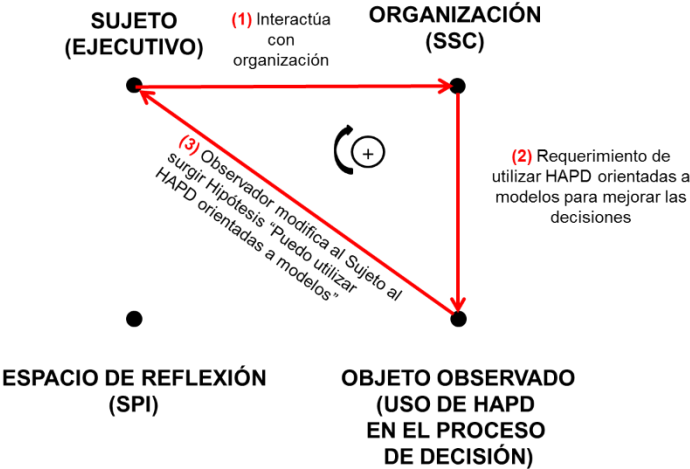 SUJETO
(EJECUTIVO)
(1) Interactúa
con
organización
ORGANIZACIÓN
(SSC)
(2) Requerimiento de
utilizar HAPD orientadas a
modelos para mejorar las
decisiones
(3) Observador modifica al Sujeto al
surgir Hipótesis “Puedo utilizar
HAPD orientadas a modelos”
+
ESPACIO DE REFLEXIÓN
(SPI)
OBJETO OBSERVADO
(USO DE HAPD
EN EL PROCESO
DE DECISIÓN)